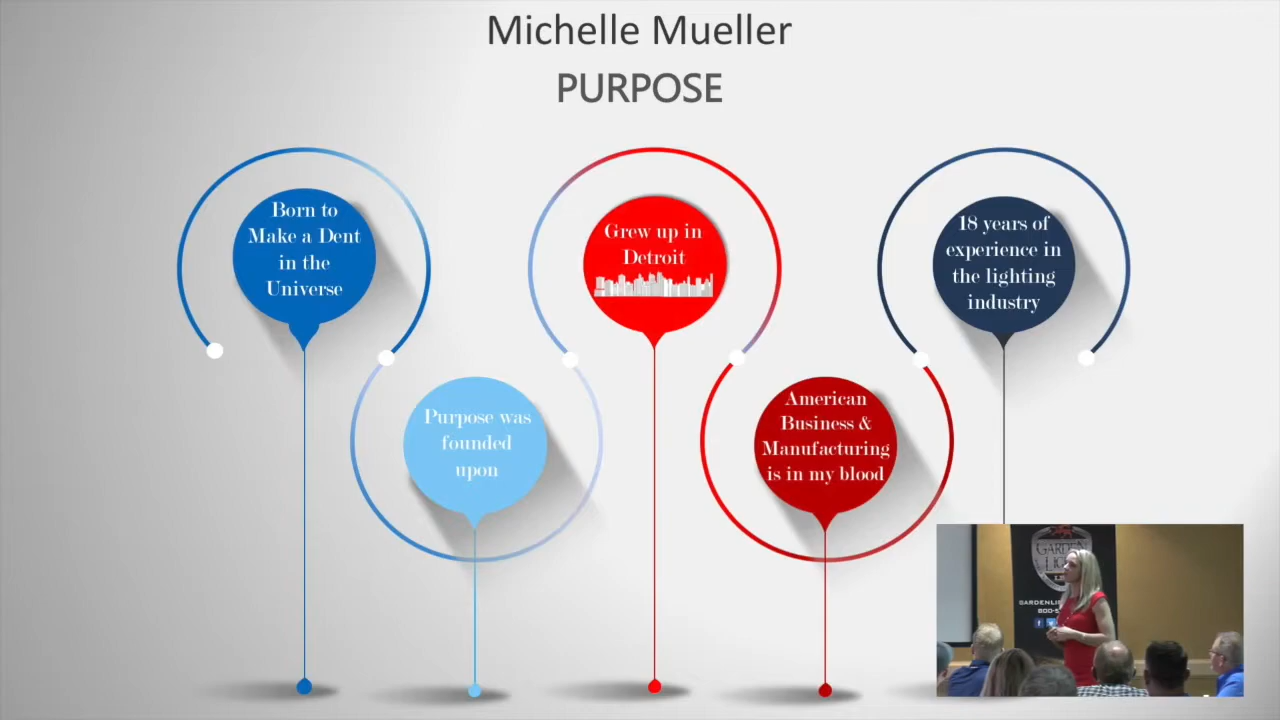 Michelle Mueller
PURPOSE
Born to
Make a Dent
in the
Universe
Purpose was
founded
upon
Grew up in
Detroit
American
Business &
Manufacturing
is in my blood
18 years of
experience in
the lighting
industry
GARDEN